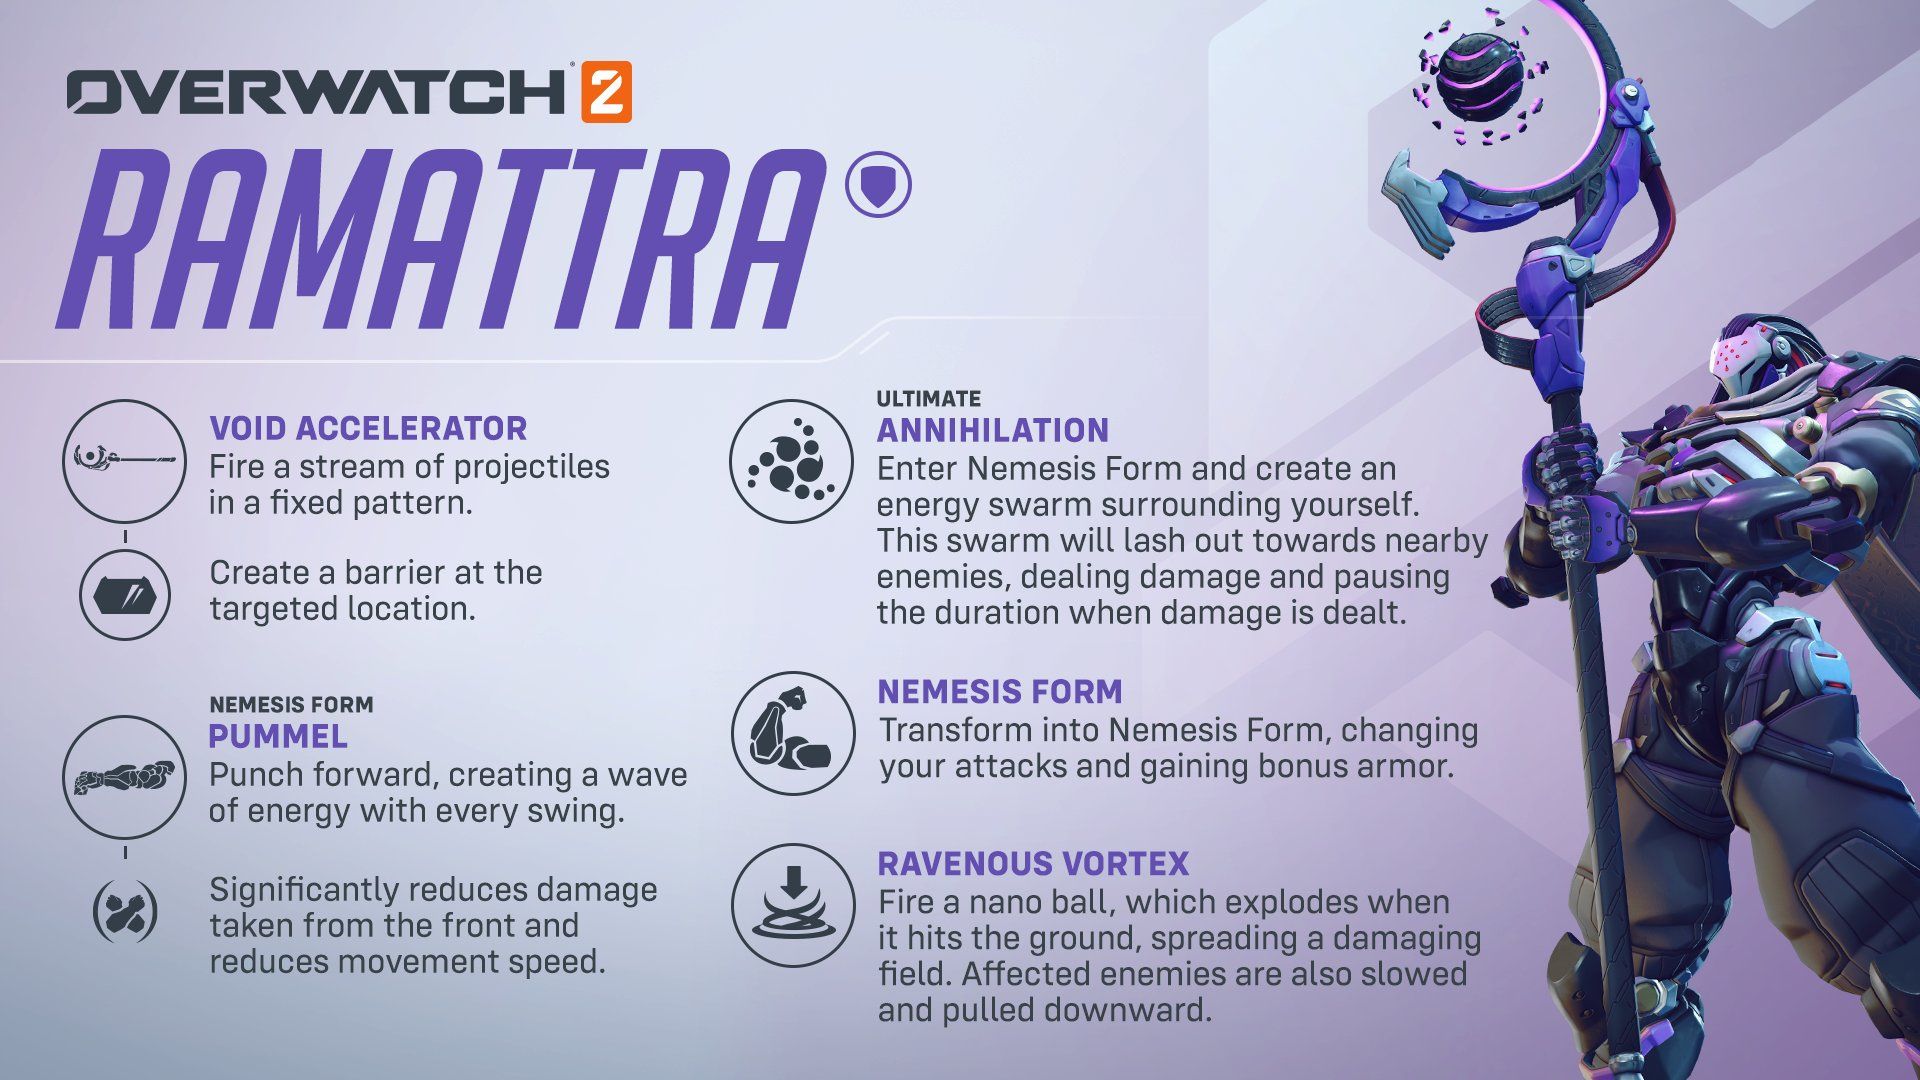 OVERWATCH® 2
RAMATTRA
VOID ACCELERATOR
Fire a stream of projectiles
in a fixed pattern.
Create a barrier at the
targeted location.
NEMESIS FORM
PUMMEL
Punch forward, creating a wave
of energy with every swing.
Significantly reduces damage
taken from the front and
reduces movement speed.
ULTIMATE
ANNIHILATION
Enter Nemesis Form and create an
energy swarm surrounding yourself.
This swarm will lash out towards nearby
enemies, dealing damage and pausing
the duration when damage is dealt.
NEMESIS FORM
Transform into Nemesis Form, changing
your attacks and gaining bonus armor.
RAVENOUS VORTEX
Fire a nano ball, which explodes when
it hits the ground, spreading a damaging
field. Affected enemies are also slowed
and pulled downward.